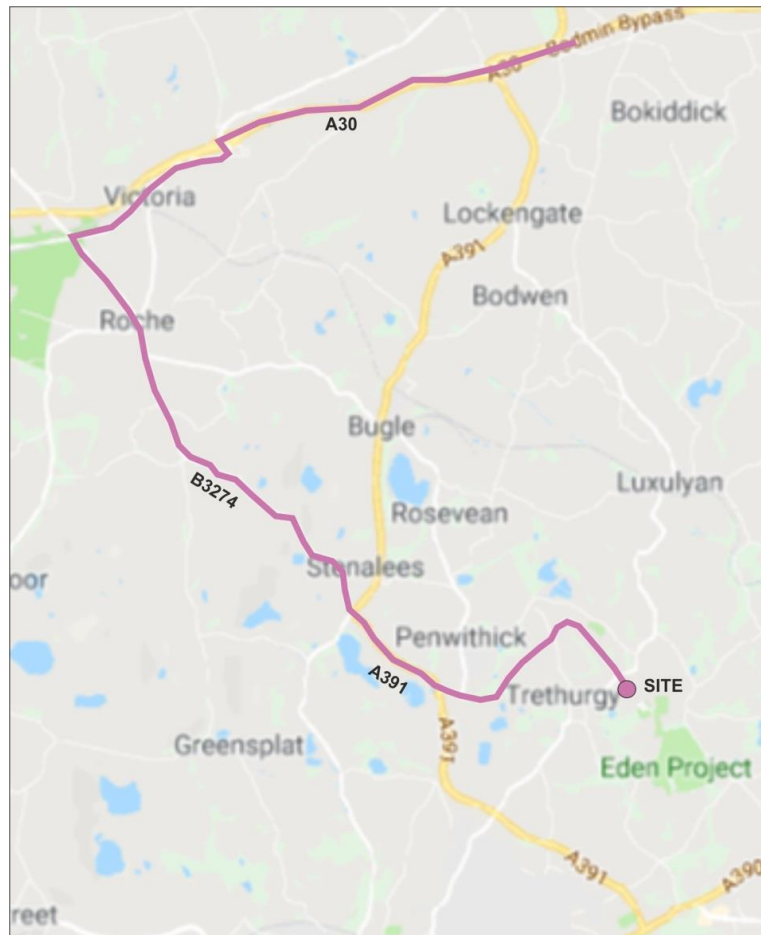 Bodmin Bypass
A30
Bokiddick
A30
Victoria
Lockengate
A391
Bodwen
Roche
Bugle
Luxulyan
B3274
Rosevean
Stenalees
oor
Penwithick
A391
SITE
Trethurgy
A391
Greensplat
Eden Project
A391
A390
reet